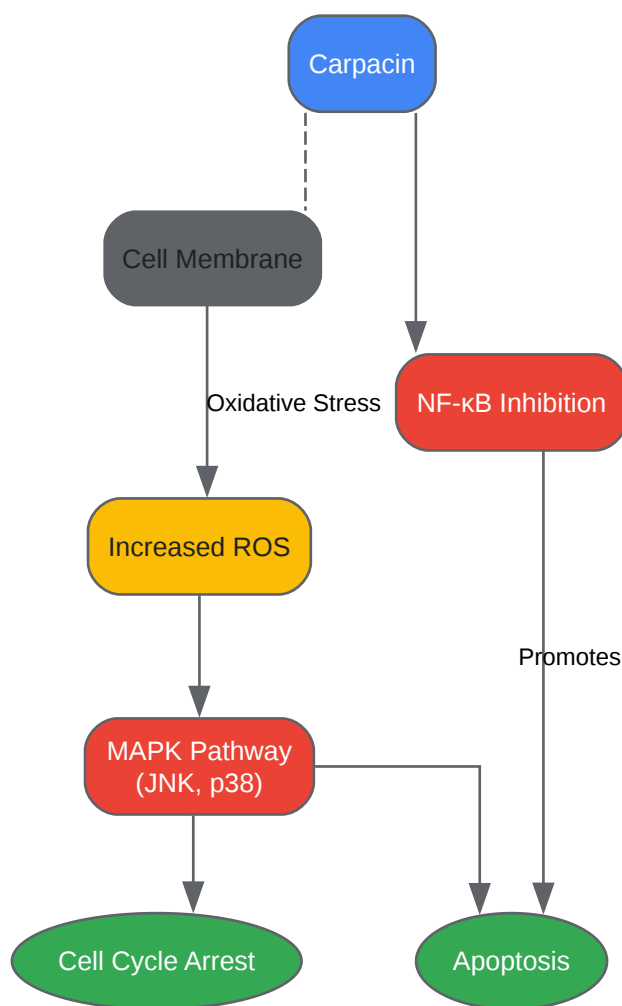 Carpacin
Cell Membrane
Oxidative Stress
NF-κB Inhibition
Increased ROS
Promotes
MAPK Pathway
(JNK, p38)
Cell Cycle Arrest
Apoptosis